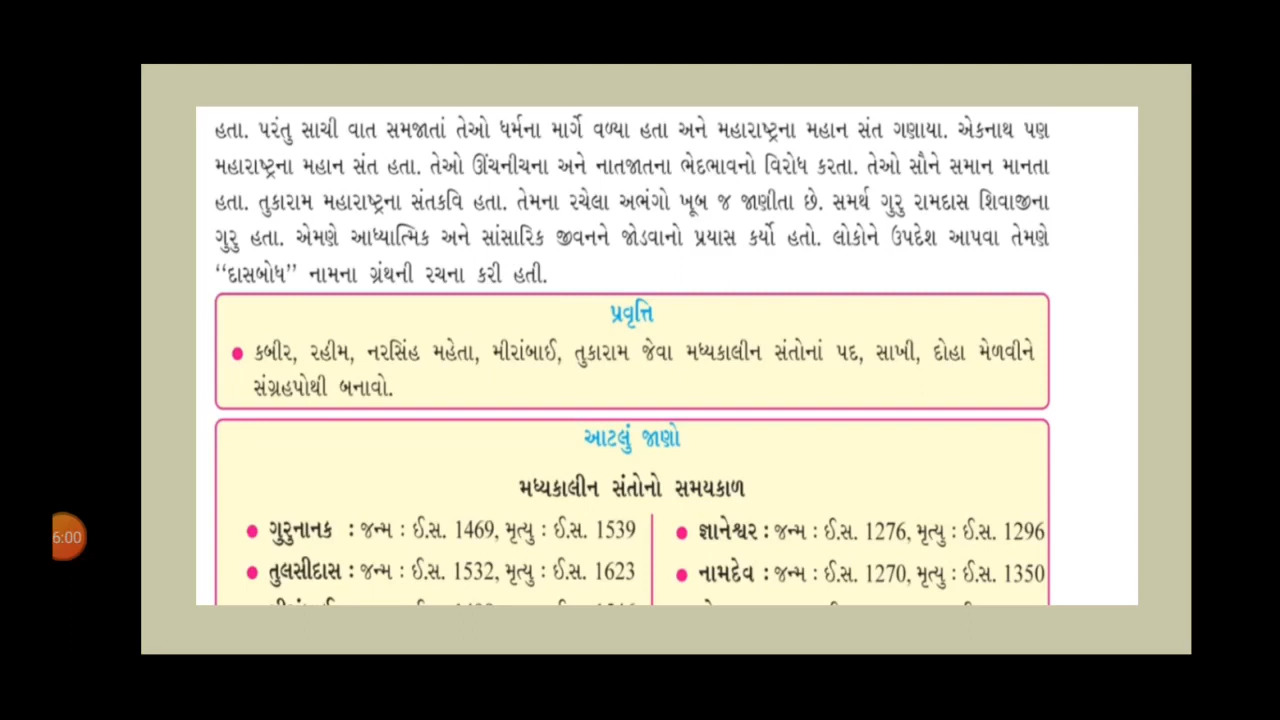 હતા. પરંતુ સાચી વાત સમજાતાં તેઓ ધર્મના માર્ગે વળ્યા હતા અને મહારાષ્ટ્રના મહાન સંત ગણાયા. એકનાથ પણ
મહારાષ્ટ્રના મહાન સંત હતા. તેઓ ઊંચનીચના અને નાતજાતના ભેદભાવનો વિરોધ કરતા. તેઓ સૌને સમાન માનતા
હતા. તુકારામ મહારાષ્ટ્રના સંતકવિ હતા. તેમના રચેલા અભંગો ખૂબ જ જાણીતા છે. સમર્થ ગુરુ રામદાસ શિવાજીના
ગુરુ હતા. એમણે આધ્યાત્મિક અને સાંસારિક જીવનને જોડવાનો પ્રયાસ કર્યો હતો. લોકોને ઉપદેશ આપવા તેમણે
“દાસબોધ” નામના ગ્રંથની રચના કરી હતી.
પ્રવૃત્તિ
● કબીર, રહીમ, નરસિંહ મહેતા, મીરાંબાઈ, તુકારામ જેવા મધ્યકાલીન સંતોનાં પદ, સાખી, દોહા મેળવીને
સંગ્રહપોથી બનાવો.
આટલું જાણો
મધ્યકાલીન સંતોનો સમયકાળ
● ગુરુનાનક : જન્મ : ઈ.સ. 1469, મૃત્યુ : ઈ.સ. 1539
● તુલસીદાસ : જન્મ : ઈ.સ. 1532, મૃત્યુ : ઈ.સ. 1623
● જ્ઞાનેશ્વર : જન્મ : ઈ.સ. 1276, મૃત્યુ : ઈ.સ. 1296
● નામદેવ : જન્મ : ઈ.સ. 1270, મૃત્યુ : ઈ.સ. 1350
6:00